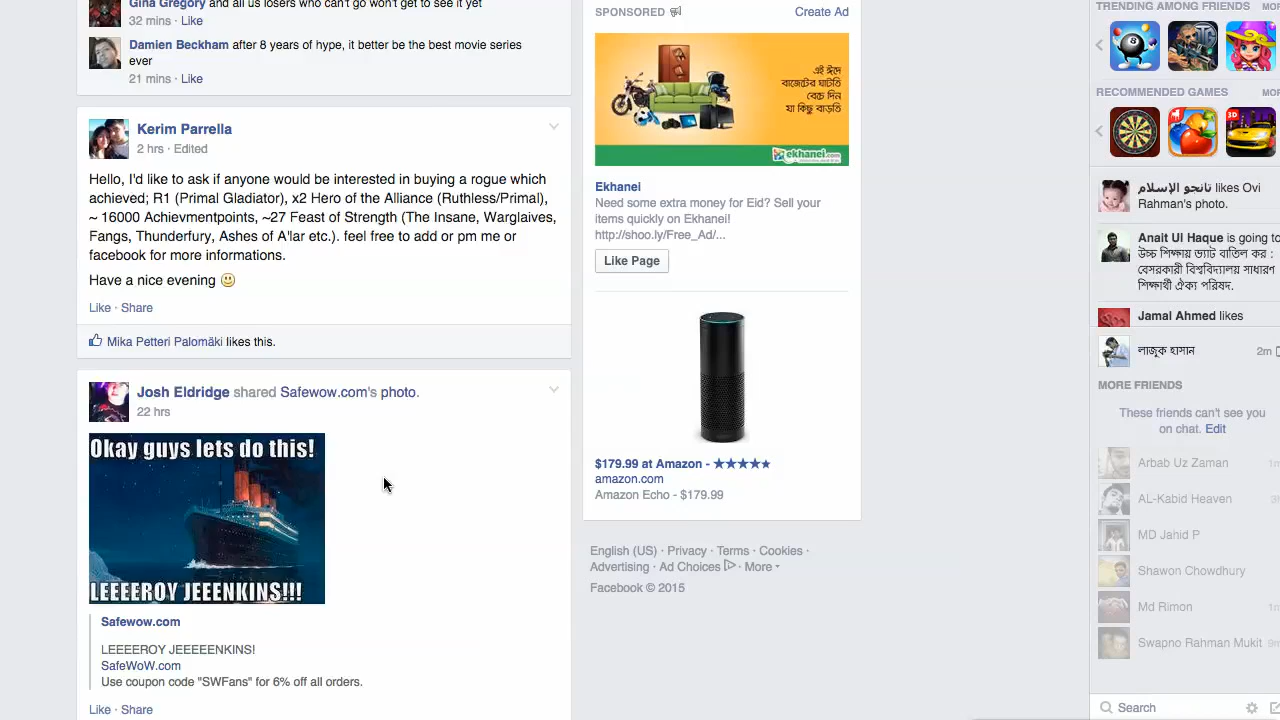 Gina Gregory and all us losers who can't go won't get to see it yet
32 mins · Like
Damien Beckham after 8 years of hype, it better be the best movie series
ever
21 mins · Like
Kerim Parrella
2 hrs · Edited
Hello, I'd like to ask if anyone would be interested in buying a rogue which
achieved; R1 (Primal Gladiator), x2 Hero of the Alliance (Ruthless/Primal),
~ 16000 Achievmentpoints, ~27 Feast of Strength (The Insane, Warglaives,
Fangs, Thunderfury, Ashes of A'lar etc.). feel free to add or pm me or
facebook for more informations.
Have a nice evening
Like · Share
Mika Petteri Palomäki likes this.
Josh Eldridge shared Safewow.com's photo.
22 hrs
Okay guys lets do this!
LEEEEROY JEEENKINS!!!
Safewow.com
LEEEEROY JEEEEENKINS!
SafeWoW.com
Use coupon code "SWFans" for 6% off all orders.
Like · Share
SPONSORED
Create Ad
এই ঈদে
বাজেটের ঘাটতি
বেচে দিন
যা কিছু বাড়তি
ekhanei.com
Ekhanei
Need some extra money for Eid? Sell your
items quickly on Ekhanei!
http://shoo.ly/Free_Ad/...
Like Page
$179.99 at Amazon - ★★★★★
amazon.com
Amazon Echo - $179.99
English (US) · Privacy · Terms · Cookies ·
Advertising · Ad Choices · More
Facebook © 2015
TRENDING AMONG FRIENDS
RECOMMENDED GAMES
3D
تانجو الإسلام likes Ovi
Rahman's photo.
Anait Ul Haque is going to
উচ্চ শিক্ষায় ভ্যাট বাতিল কর :
বেসরকারী বিশ্ববিদ্যালয় সাধারণ
শিক্ষার্থী ঐক্য পরিষদ.
Jamal Ahmed likes
লাজুক হাসান
2m
MORE FRIENDS
These friends can't see you
on chat. Edit
Arbab Uz Zaman
AL-Kabid Heaven
MD Jahid P
Shawon Chowdhury
Md Rimon
Swapno Rahman Mukit
Search